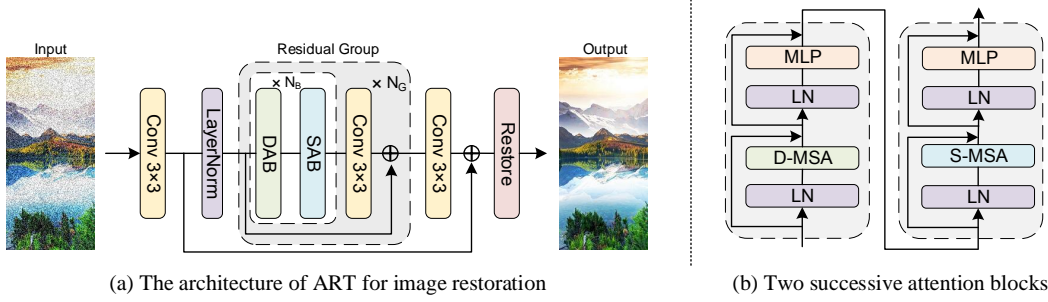 Input
Residual Group
Output
× N_B
× N_G
Conv 3×3
LayerNorm
DAB
SAB
Conv 3×3
Conv 3×3
Restore
(a) The architecture of ART for image restoration
MLP
LN
D-MSA
LN
MLP
LN
S-MSA
LN
(b) Two successive attention blocks